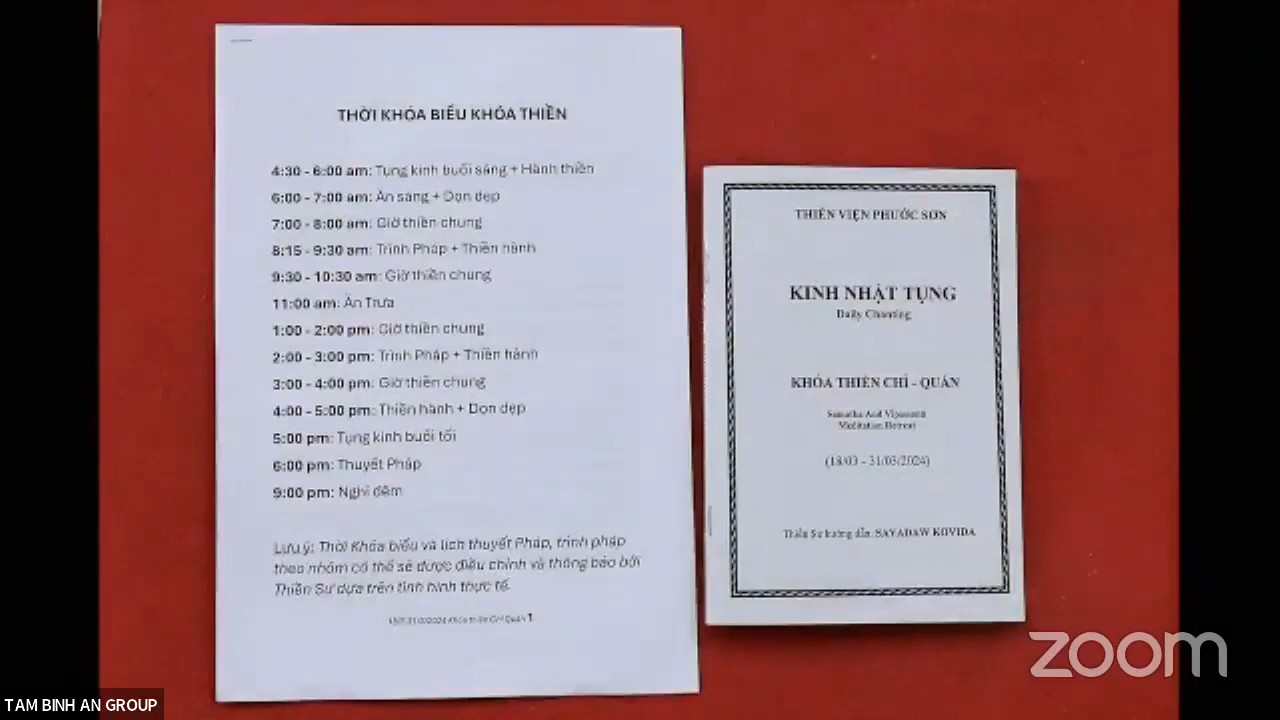 THỜI KHÓA BIỂU KHÓA THIỀN
4:30 - 6:00 am: Tụng kinh buổi sáng + Hành thiền
6:00 - 7:00 am: Ăn sáng + Dọn dẹp
7:00 - 8:00 am: Giờ thiền chung
8:15 - 9:30 am: Trình Pháp + Thiền hành
9:30 - 10:30 am: Giờ thiền chung
11:00 am: Ăn Trưa
1:00 - 2:00 pm: Giờ thiền chung
2:00 - 3:00 pm: Trình Pháp + Thiền hành
3:00 - 4:00 pm: Giờ thiền chung
4:00 - 5:00 pm: Thiền hành + Dọn dẹp
5:00 pm: Tụng kinh buổi tối
6:00 pm: Thuyết Pháp
9:00 pm: Nghỉ đêm
Lưu ý: Thời Khóa biểu và lịch thuyết Pháp, trình pháp
theo nhóm có thể sẽ được điều chỉnh và thông báo bởi
Thiền Sư dựa trên tình hình thực tế.
Khóa thiền Chỉ Quán 1
THIỀN VIỆN PHƯỚC SƠN
KINH NHẬT TỤNG
Daily Chanting
KHÓA THIỀN CHỈ - QUÁN
Samatha And Vipassanā
Meditation Retreat
(18/03 - 31/03/2024)
Thiền Sư hướng dẫn: SAYADAW KOVIDA
zoom
TAM BINH AN GROUP